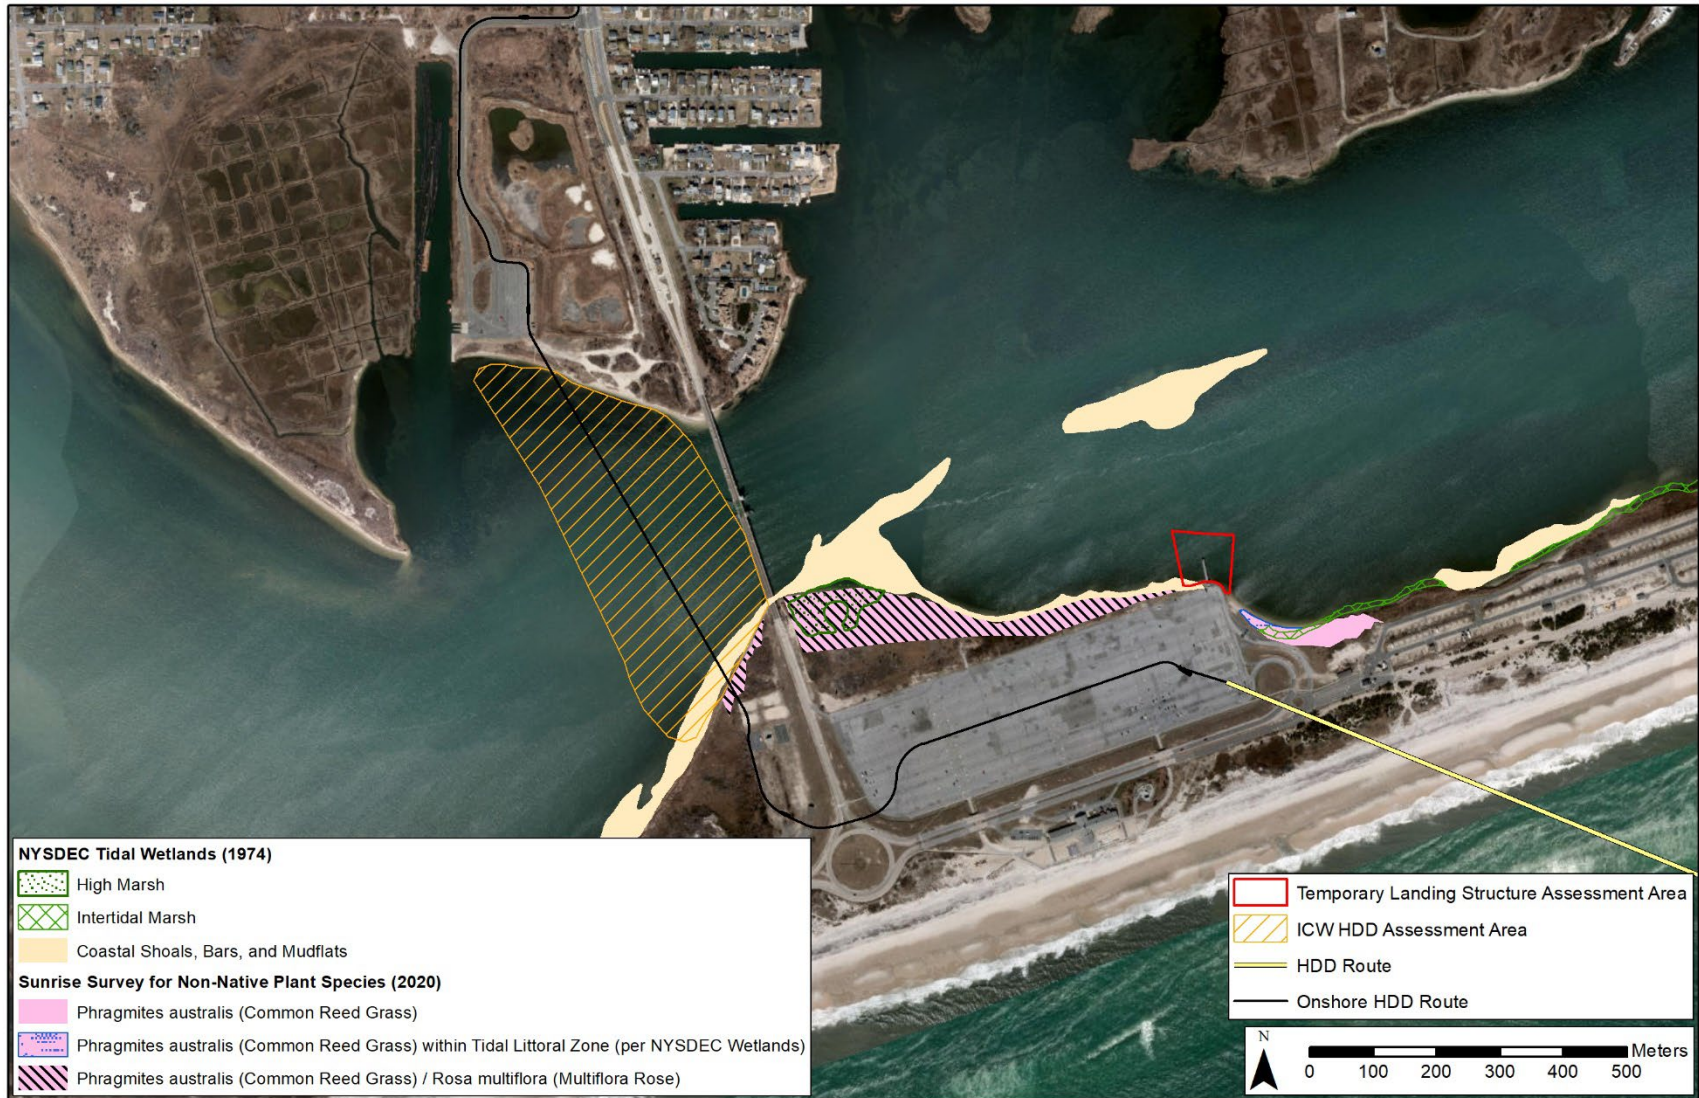 NYSDEC Tidal Wetlands (1974)
High Marsh
Intertidal Marsh
Coastal Shoals, Bars, and Mudflats
Sunrise Survey for Non-Native Plant Species (2020)
Phragmites australis (Common Reed Grass)
Phragmites australis (Common Reed Grass) within Tidal Littoral Zone (per NYSDEC Wetlands)
Phragmites australis (Common Reed Grass) / Rosa multiflora (Multiflora Rose)
Temporary Landing Structure Assessment Area
ICW HDD Assessment Area
HDD Route
Onshore HDD Route
N
Meters
0 100 200 300 400 500